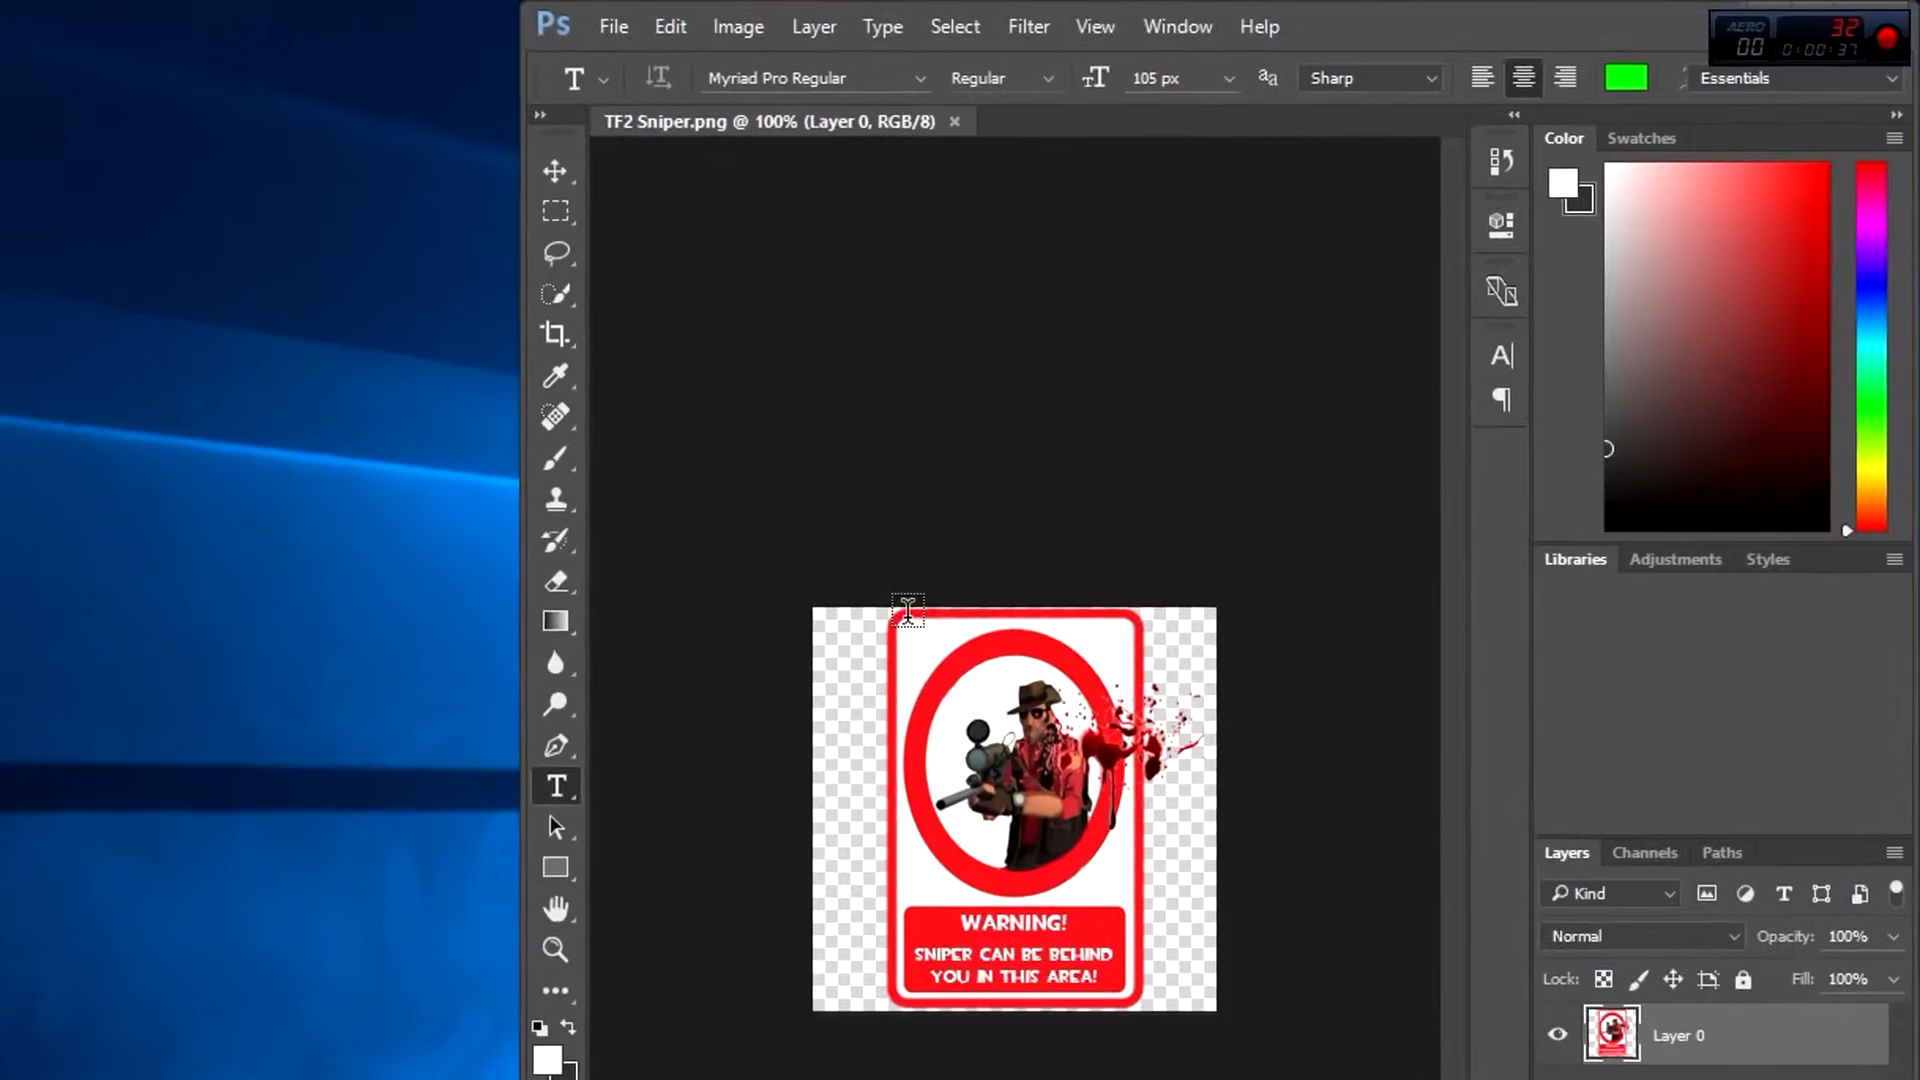 Ps File Edit Image Layer Type Select Filter View Window Help
AERO 32
00 0:00:37
T Myriad Pro Regular Regular 105 px aa Sharp Essentials
TF2 Sniper.png @ 100% (Layer 0, RGB/8) ×
Color Swatches
A|
Libraries Adjustments Styles
WARNING!
SNIPER CAN BE BEHIND
YOU IN THIS AREA!
Layers Channels Paths
Kind
Normal Opacity: 100%
Lock: Fill: 100%
Layer 0